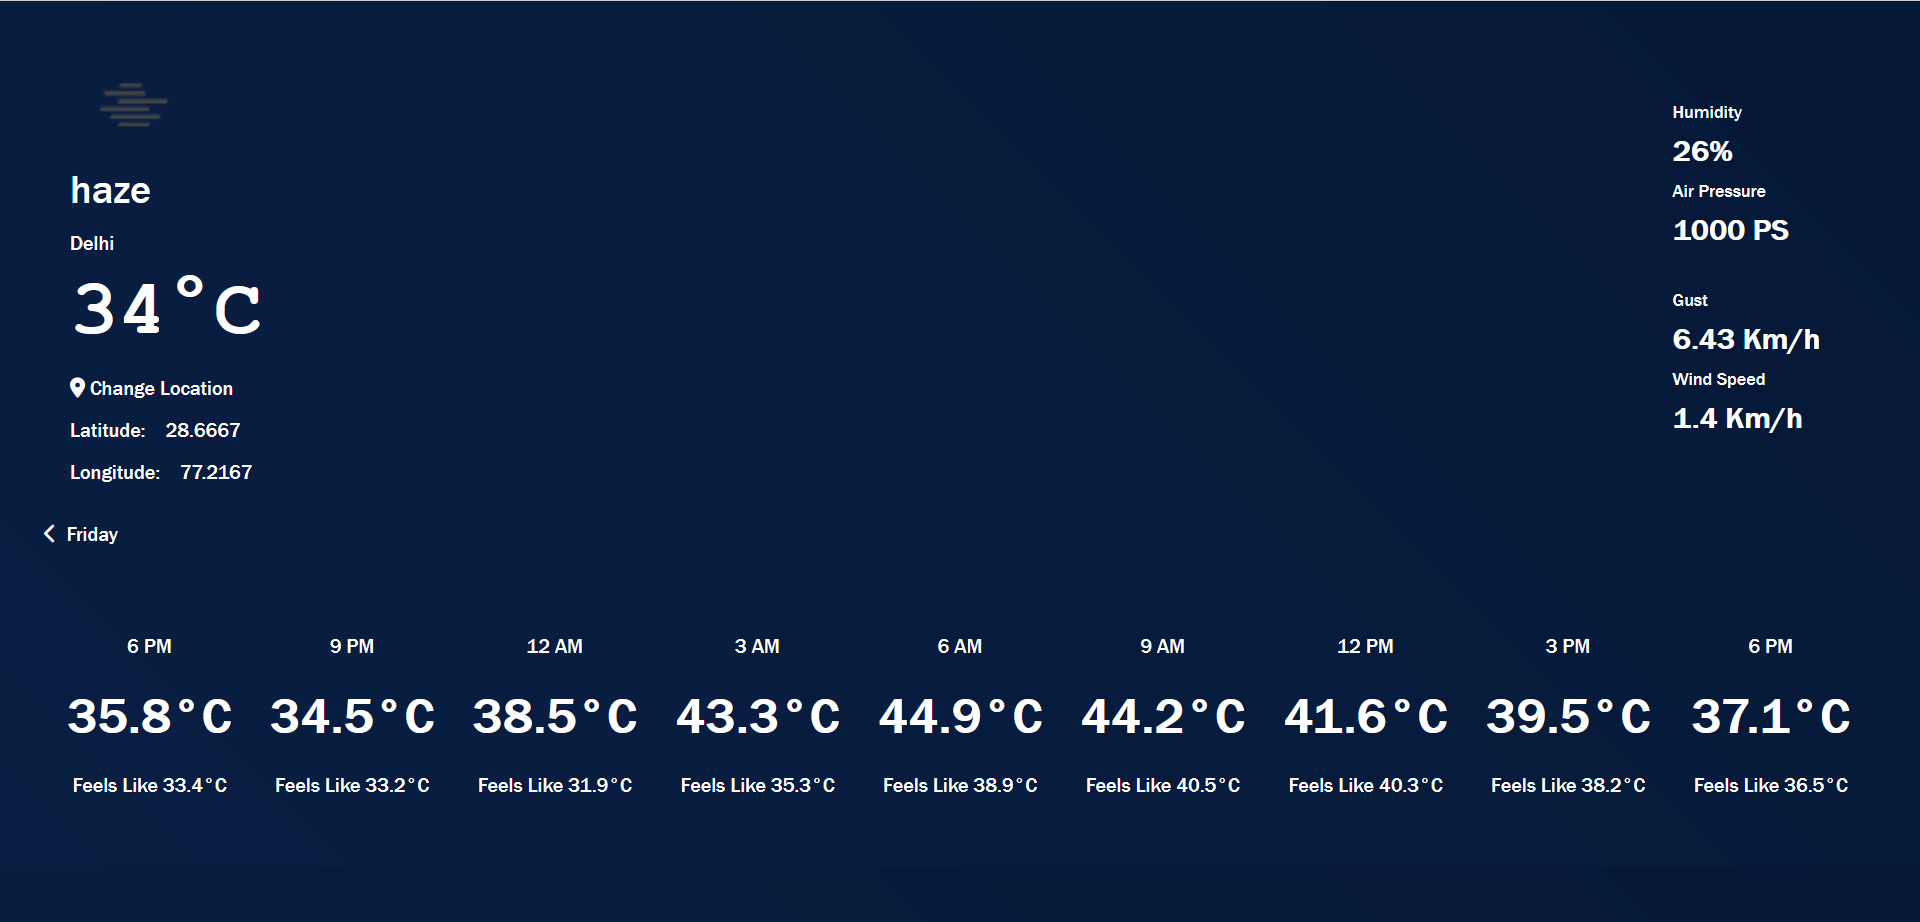 haze
Delhi
34°C
Change Location
Latitude: 28.6667
Longitude: 77.2167
Humidity
26%
Air Pressure
1000 PS
Gust
6.43 Km/h
Wind Speed
1.4 Km/h
Friday
6 PM 9 PM 12 AM 3 AM 6 AM 9 AM 12 PM 3 PM 6 PM
35.8°C 34.5°C 38.5°C 43.3°C 44.9°C 44.2°C 41.6°C 39.5°C 37.1°C
Feels Like 33.4°C Feels Like 33.2°C Feels Like 31.9°C Feels Like 35.3°C Feels Like 38.9°C Feels Like 40.5°C Feels Like 40.3°C Feels Like 38.2°C Feels Like 36.5°C